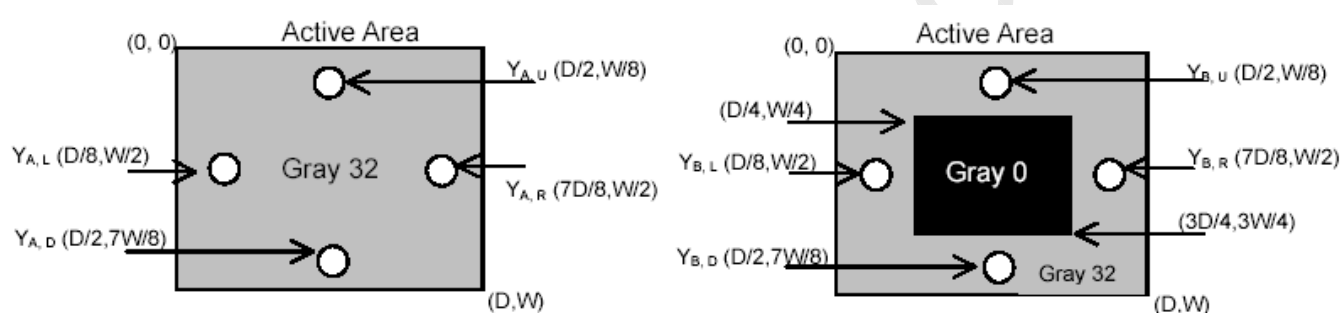 Active Area
(0, 0)
Y_A, U (D/2,W/8)
Y_A, L (D/8,W/2)
Gray 32
Y_A, R (7D/8,W/2)
Y_A, D (D/2,7W/8)
(D,W)
Active Area
(0, 0)
Y_B, U (D/2,W/8)
(D/4,W/4)
Y_B, L (D/8,W/2)
Gray 0
Y_B, R (7D/8,W/2)
(3D/4,3W/4)
Y_B, D (D/2,7W/8)
Gray 32
(D,W)